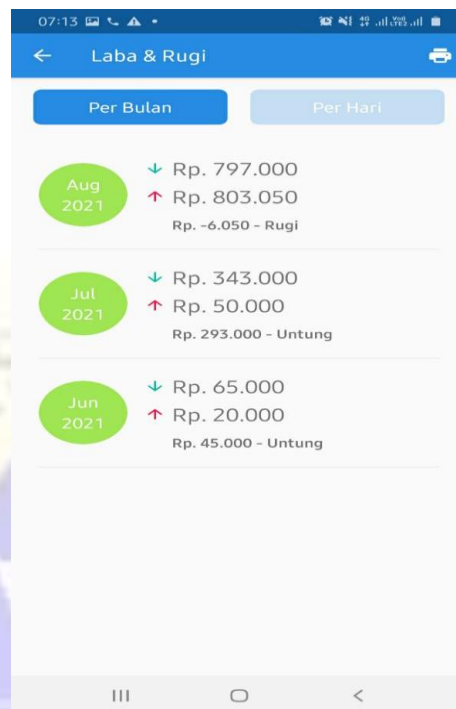 07:13
Laba & Rugi
Per Bulan
Per Hari
Aug
2021
Rp. 797.000
Rp. 803.050
Rp. -6.050 - Rugi
Jul
2021
Rp. 343.000
Rp. 50.000
Rp. 293.000 - Untung
Jun
2021
Rp. 65.000
Rp. 20.000
Rp. 45.000 - Untung